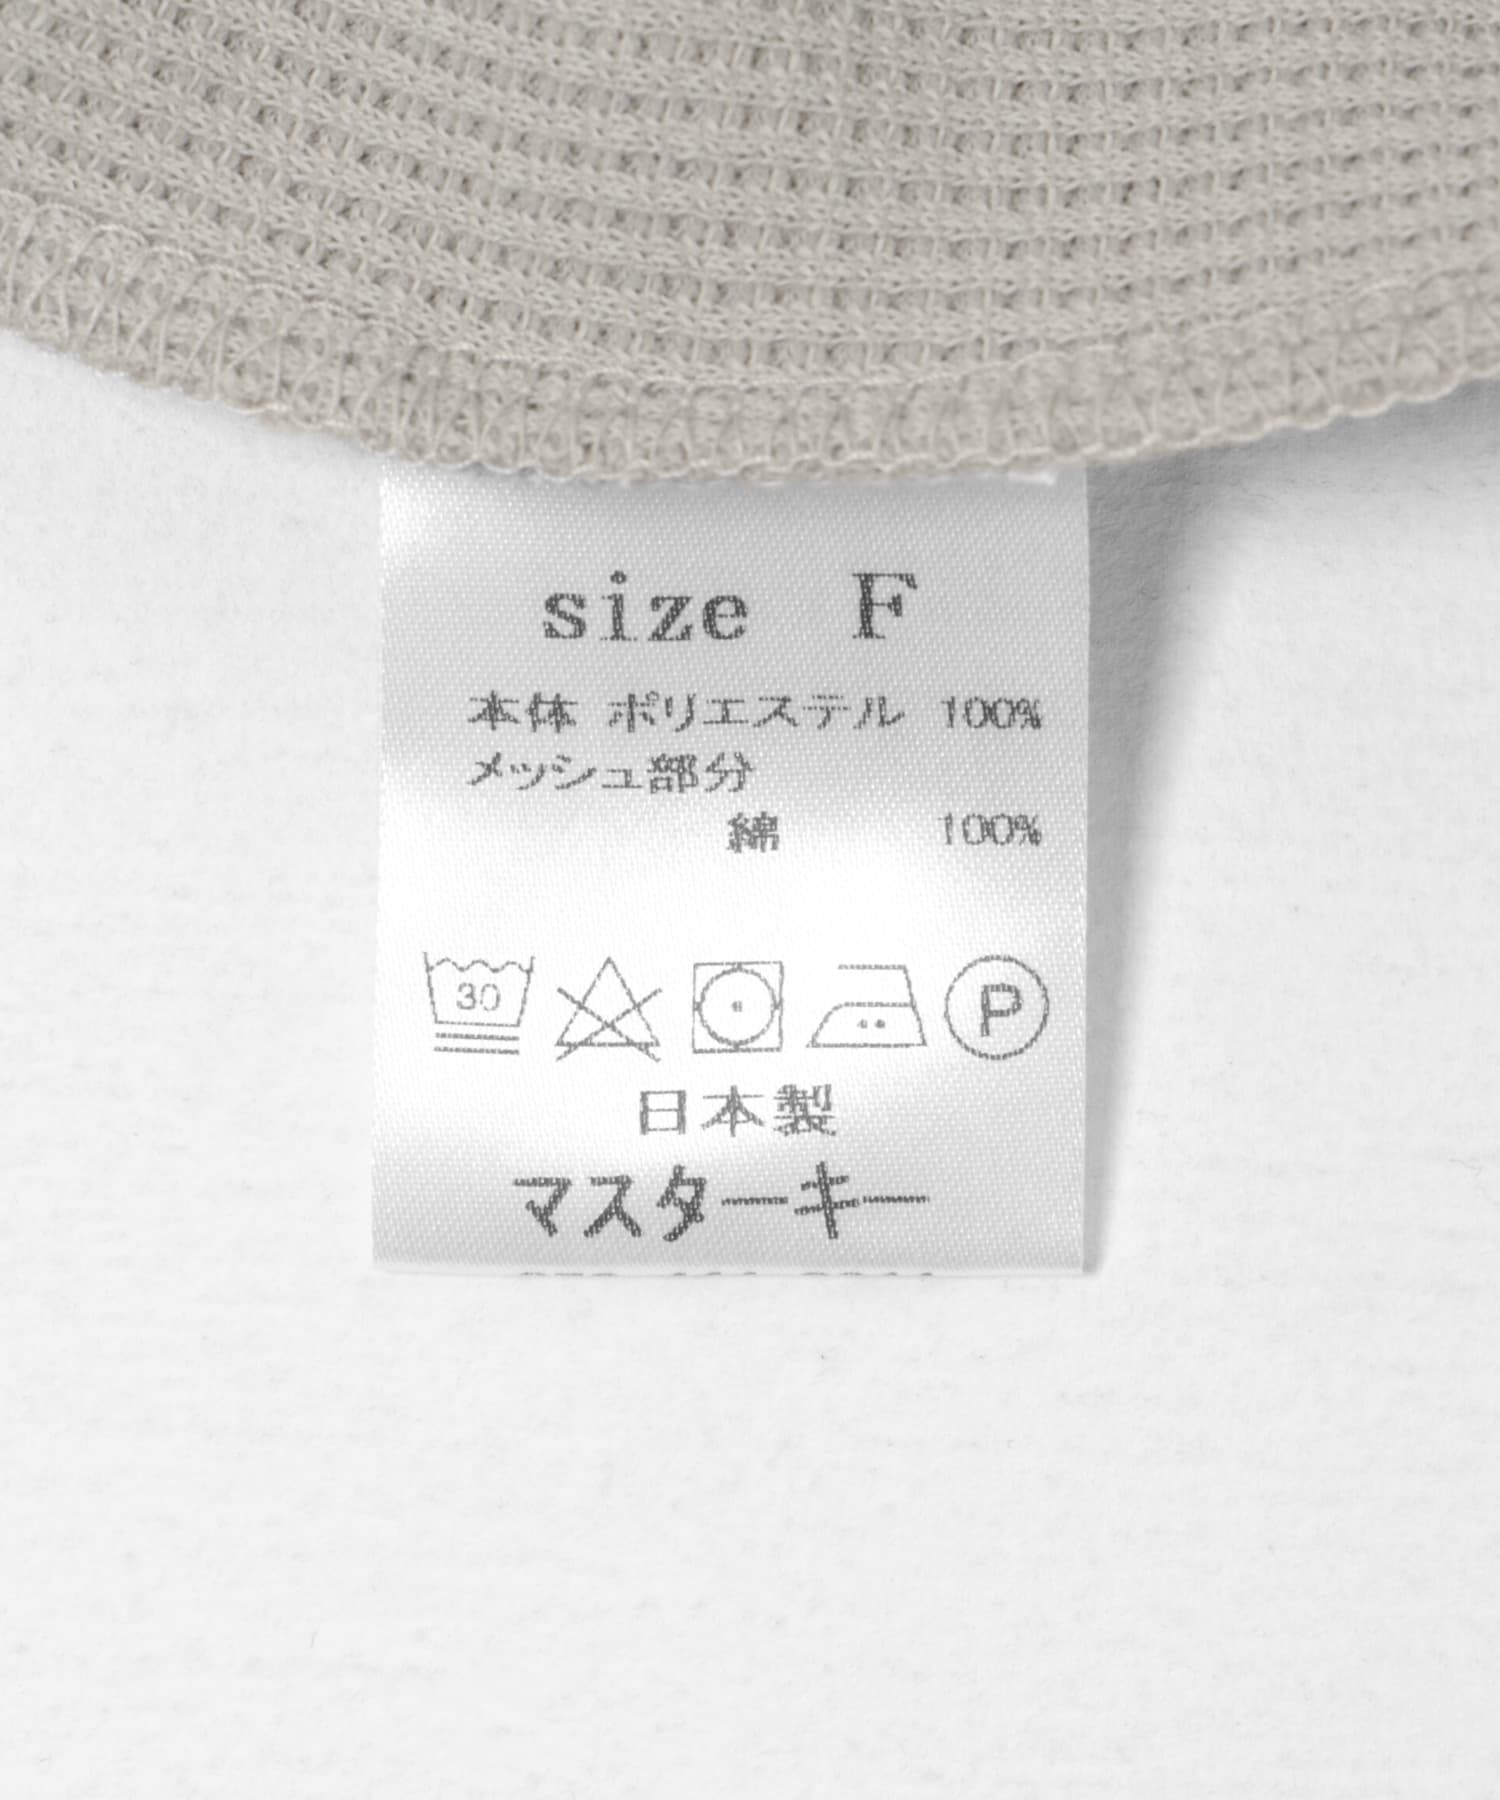 size F
本体 ポリエステル 100%
メッシュ部分
綿 100%
30 P
日本製
マスターキー